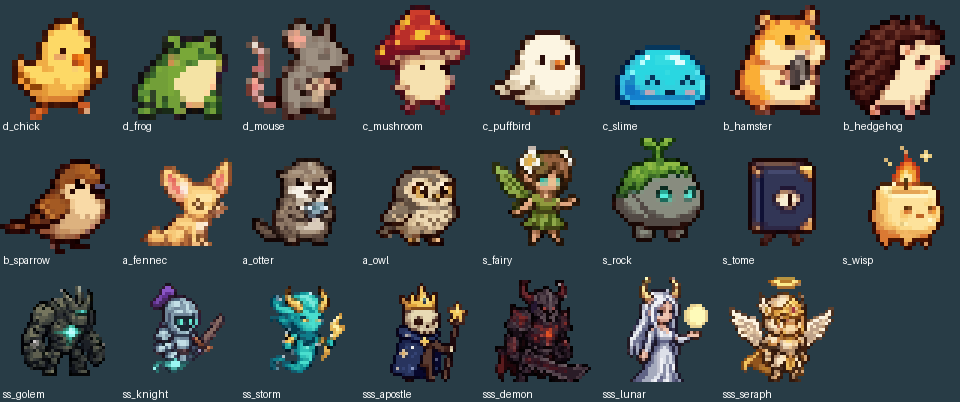 d_chick
d_frog
d_mouse
c_mushroom
c_puffbird
c_slime
b_hamster
b_hedgehog
b_sparrow
a_fennec
a_otter
a_owl
s_fairy
s_rock
s_tome
s_wisp
ss_golem
ss_knight
ss_storm
sss_apostle
sss_demon
sss_lunar
sss_seraph